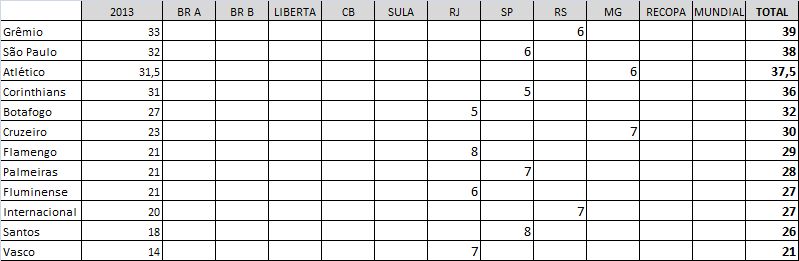 2013 BR A BR B LIBERTA CB SULA RJ SP RS MG RECOPA MUNDIAL TOTAL
Grêmio 33 6 39
São Paulo 32 6 38
Atlético 31,5 6 37,5
Corinthians 31 5 36
Botafogo 27 5 32
Cruzeiro 23 7 30
Flamengo 21 8 29
Palmeiras 21 7 28
Fluminense 21 6 27
Internacional 20 7 27
Santos 18 8 26
Vasco 14 7 21